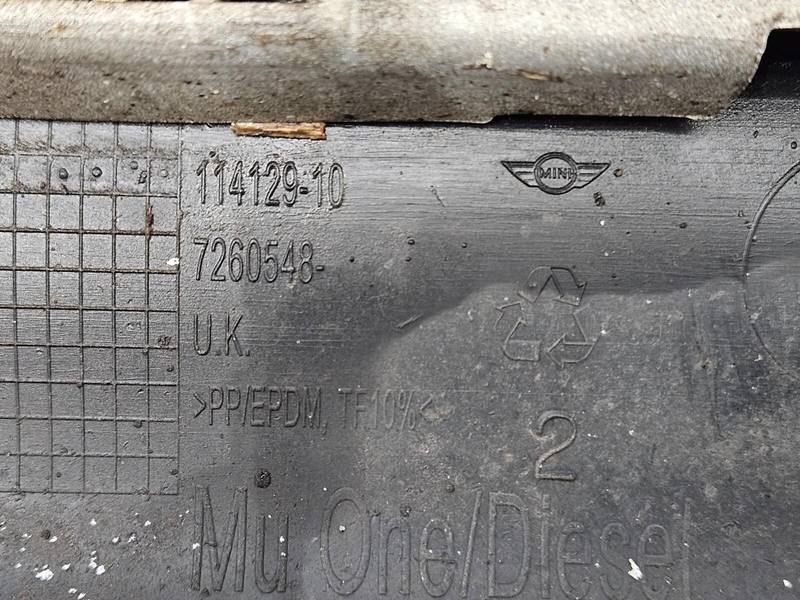 114129-10
MINI
7260548-
U.K.
>PP/EPDM, TF10%<
2
Mu One/Diesel